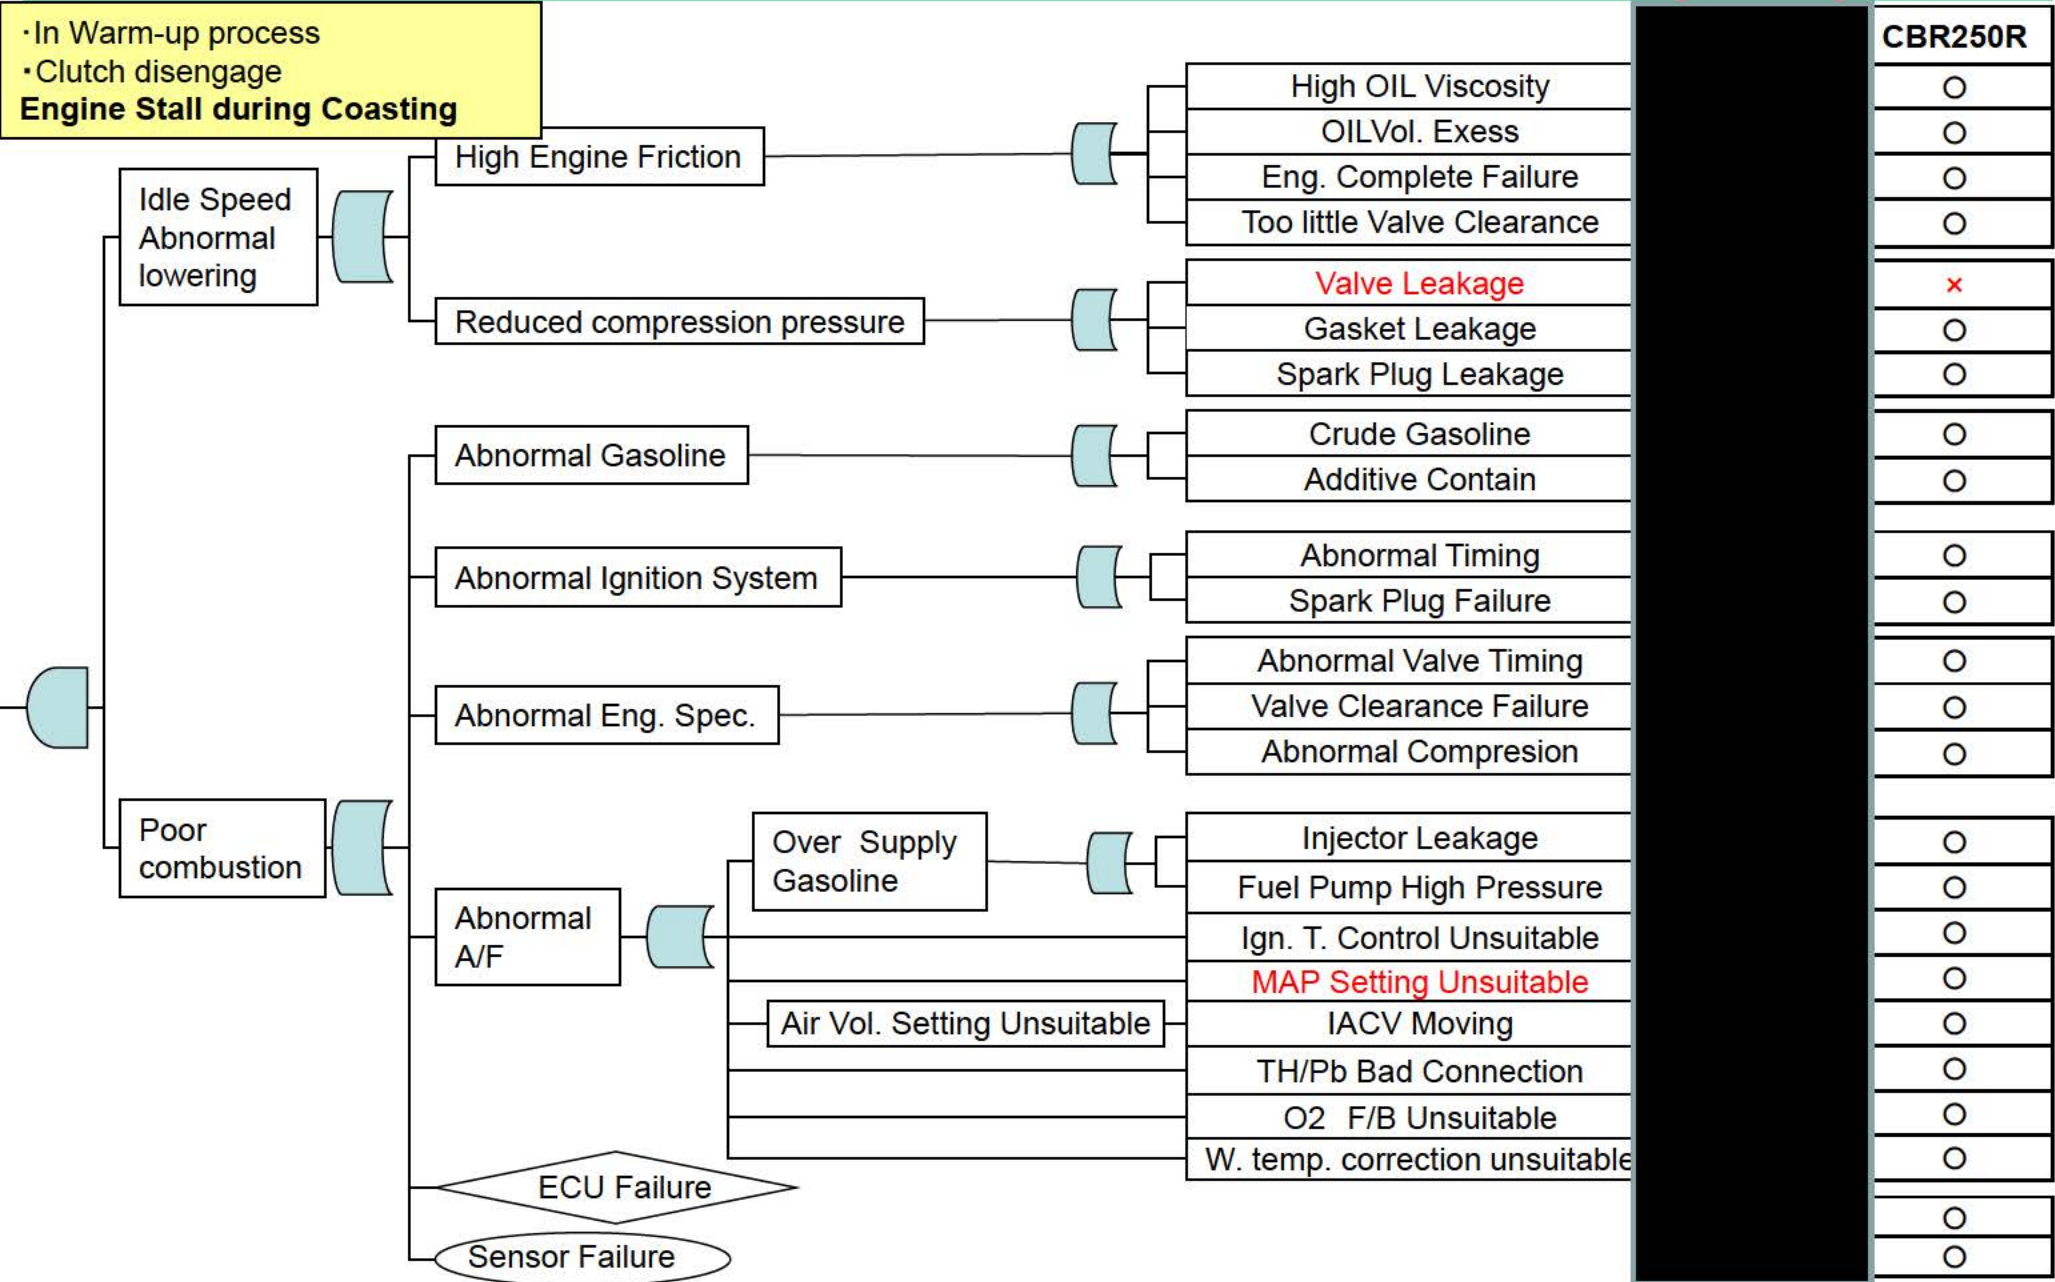 ·In Warm-up process
·Clutch disengage
Engine Stall during Coasting
CBR250R
Idle Speed
Abnormal
lowering
High Engine Friction
High OIL Viscosity
○
OILVol. Exess
○
Eng. Complete Failure
○
Too little Valve Clearance
○
Reduced compression pressure
Valve Leakage
×
Gasket Leakage
○
Spark Plug Leakage
○
Poor
combustion
Abnormal Gasoline
Crude Gasoline
○
Additive Contain
○
Abnormal Ignition System
Abnormal Timing
○
Spark Plug Failure
○
Abnormal Eng. Spec.
Abnormal Valve Timing
○
Valve Clearance Failure
○
Abnormal Compresion
○
Abnormal
A/F
Over Supply
Gasoline
Injector Leakage
○
Fuel Pump High Pressure
○
Ign. T. Control Unsuitable
○
MAP Setting Unsuitable
○
Air Vol. Setting Unsuitable
IACV Moving
○
TH/Pb Bad Connection
○
O2 F/B Unsuitable
○
W. temp. correction unsuitable
○
ECU Failure
○
Sensor Failure
○